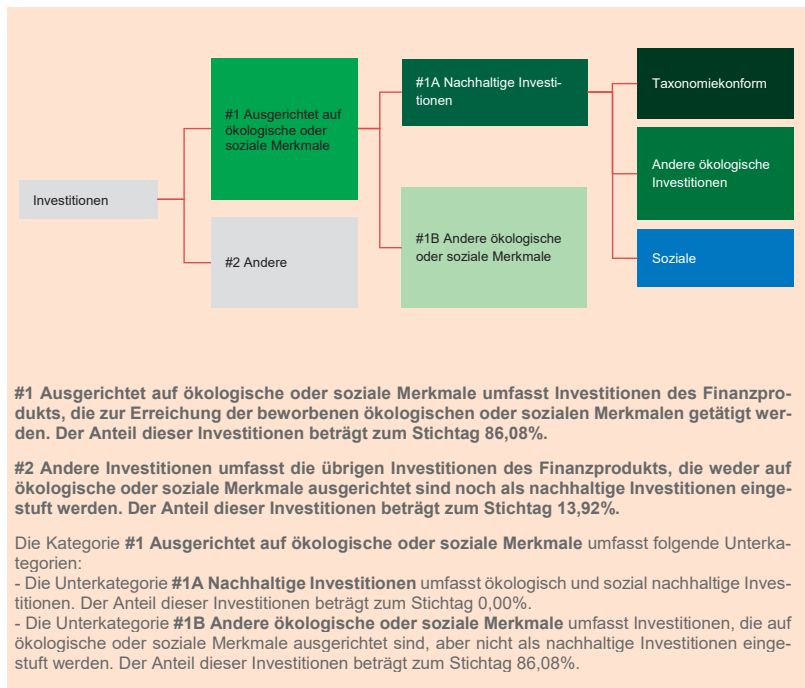 Investitionen
#1 Ausgerichtet auf
ökologische oder
soziale Merkmale
#2 Andere
#1A Nachhaltige Investi-
tionen
#1B Andere ökologische
oder soziale Merkmale
Taxonomiekonform
Andere ökologische
Investitionen
Soziale
#1 Ausgerichtet auf ökologische oder soziale Merkmale umfasst Investitionen des Finanzpro-
dukts, die zur Erreichung der beworbenen ökologischen oder sozialen Merkmalen getätigt wer-
den. Der Anteil dieser Investitionen beträgt zum Stichtag 86,08%.
#2 Andere Investitionen umfasst die übrigen Investitionen des Finanzprodukts, die weder auf
ökologische oder soziale Merkmale ausgerichtet sind noch als nachhaltige Investitionen einge-
stuft werden. Der Anteil dieser Investitionen beträgt zum Stichtag 13,92%.
Die Kategorie #1 Ausgerichtet auf ökologische oder soziale Merkmale umfasst folgende Unterka-
tegorien:
- Die Unterkategorie #1A Nachhaltige Investitionen umfasst ökologisch und sozial nachhaltige Inves-
titionen. Der Anteil dieser Investitionen beträgt zum Stichtag 0,00%.
- Die Unterkategorie #1B Andere ökologische oder soziale Merkmale umfasst Investitionen, die auf
ökologische oder soziale Merkmale ausgerichtet sind, aber nicht als nachhaltige Investitionen einge-
stuft werden. Der Anteil dieser Investitionen beträgt zum Stichtag 86,08%.